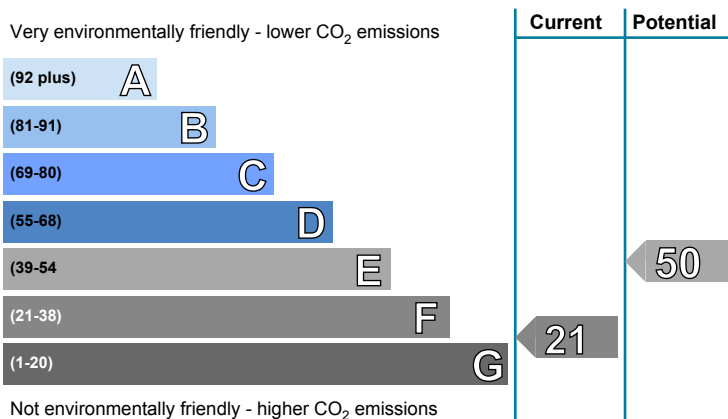 Current Potential
Very environmentally friendly - lower CO2 emissions
(92 plus) A
(81-91) B
(69-80) C
(55-68) D
(39-54 E
50
(21-38) F
21
(1-20) G
Not environmentally friendly - higher CO2 emissions